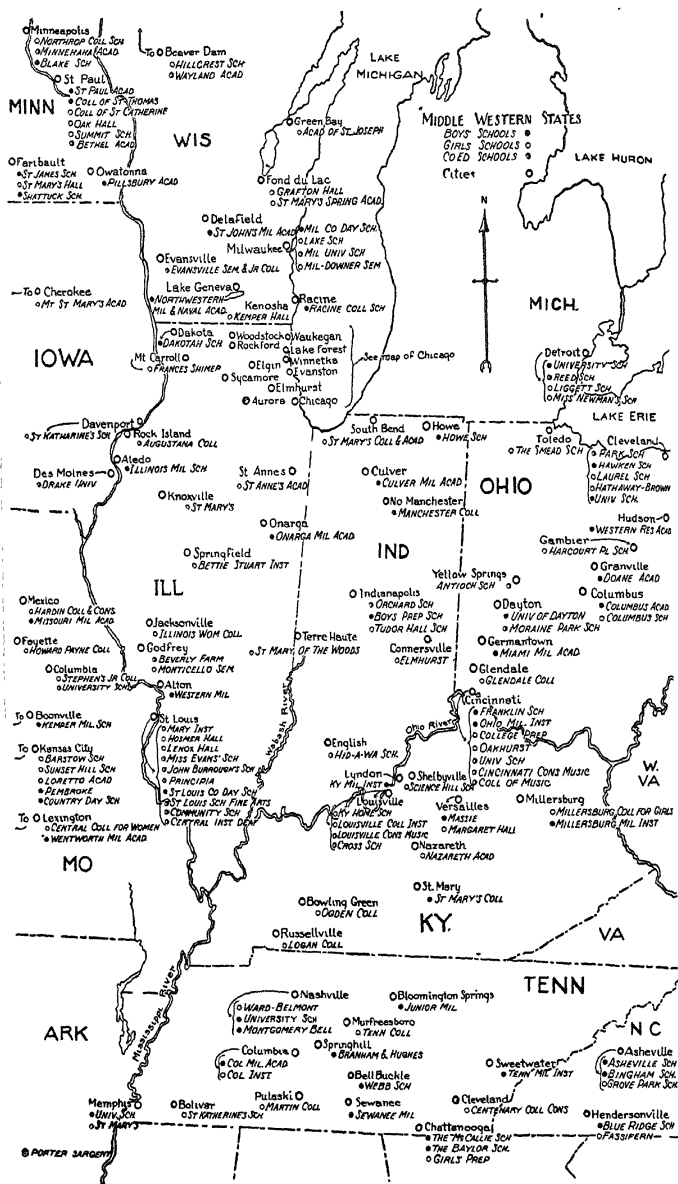 Minneapolis
NORTHROP COLL SCH
MINNEHAHA ACAD
BLAKE SCH
To Beaver Dam
HILLCREST SCH
WAYLAND ACAD
LAKE
MICHIGAN
St Paul
ST PAUL ACAD
COLL OF ST THOMAS
COLL OF ST CATHERINE
OAK HALL
SUMMIT SCH.
BETHEL ACAD
MINN
WIS
Green Bay
ACAD OF ST JOSEPH
MIDDLE WESTERN STATES
BOYS SCHOOLS
GIRLS SCHOOLS
COED SCHOOLS
Cities
LAKE HURON
Faribault
ST JAMES SCH
ST MARY'S HALL
SHATTUCK SCH.
Owatonna
PILLSBURY ACAD
Fond du Lac
GRAFTON HALL
ST MARY'S SPRING ACAD
N
Delafield
ST JOHN'S MIL ACAD
Milwaukee
MIL CO DAY SCH.
LAKE SCH
MIL UNIV SCH
MIL-DOWNER SEM
Evansville
EVANSVILLE SEM. & JR COLL
To Cherokee
MT ST MARY'S ACAD
Lake Geneva
NORTHWESTERN
MIL & NAVAL ACAD
Kenosha
KEMPER HALL
Racine
RACINE COLL SCH
MICH.
IOWA
Dakota
DAKOTAH SCH
Mt Carroll
FRANCES SHIMER
Woodstock
Waukegan
Rockford
Lake Forest
Winnetka
Elgin
Evanston
Sycamore
Elmhurst
Aurora
Chicago
See map of Chicago
Detroit
UNIVERSITY SCH
REED SCH
LIGGETT SCH
MISS NEWMAN'S SCH
LAKE ERIE
Davenport
ST KATHARINE'S SCH
Rock Island
AUGUSTANA COLL
South Bend
ST MARY'S COLL & ACAD
Howe
HOWE SCH
Toledo
THE SMEAD SCH
Cleveland
PARK SCH
HAWKEN SCH
LAUREL SCH
HATHAWAY-BROWN
UNIV SCH.
Aledo
ILLINOIS MIL SCH
Des Moines
DRAKE UNIV
St Annes
ST ANNE'S ACAD
Culver
CULVER MIL ACAD
OHIO
Knoxville
ST MARY'S
No Manchester
MANCHESTER COLL
Hudson
WESTERN RES ACAD
Onarga
ONARGA MIL ACAD
IND
Gambier
HARCOURT PL SCH
Springfield
BETTIE STUART INST
Granville
DOANE ACAD
ILL
Yellow Springs
ANTIOCH SCH
Mexico
HARDIN COLL & CONS
MISSOURI MIL ACAD
Indianapolis
ORCHARD SCH
BOYS PREP SCH
TUDOR HALL SCH
Dayton
UNIV OF DAYTON
MORAINE PARK SCH
Columbus
COLUMBUS ACAD
COLUMBUS SCH
Jacksonville
ILLINOIS WOM COLL
Fayette
HOWARD PAYNE COLL
Godfrey
BEVERLY FARM
MONTICELLO SEM.
Terre Haute
ST MARY OF THE WOODS
Connersville
ELMHURST
Germantown
MIAMI MIL ACAD
Columbia
STEPHEN'S JR COLL
UNIVERSITY SCH
Alton
WESTERN MIL
Glendale
GLENDALE COLL
To Boonville
KEMPER MIL SCH
St Louis
MARY INST
HOSMER HALL
LENOX HALL
MISS EVANS' SCH
JOHN BURROUGHS SCH
PRINCIPIA
ST LOUIS CO DAY SCH
ST LOUIS SCH FINE ARTS
COMMUNITY SCH
CENTRAL INST DEAF
Wabash River
Ohio River
Cincinnati
FRANKLIN SCH
OHIO MIL. INST
COLLEGE PREP
OAKHURST
UNIV SCH
CINCINNATI CONS MUSIC
COLL OF MUSIC
To Kansas City
BARSTOW SCH
SUNSET HILL SCH
LORETTO ACAD
PEMBROKE
COUNTRY DAY SCH
English
HID-A-WA SCH.
W.
VA
Lyndon
KY MIL INST
Shelbyville
SCIENCE HILL SCH
Louisville
KY HOME SCH
LOUISVILLE COLL INST
LOUISVILLE CONS MUSIC
CROSS SCH
Versailles
MASSIE
MARGARET HALL
Millersburg
MILLERSBURG COLL FOR GIRLS
MILLERSBURG MIL INST
To Lexington
CENTRAL COLL FOR WOMEN
WENTWORTH MIL ACAD
Nazareth
NAZARETH ACAD
MO
St. Mary
ST MARY'S COLL
Bowling Green
OGDEN COLL
KY.
VA
Russellville
LOGAN COLL
Mississippi River
TENN
ARK
Nashville
WARD-BELMONT
UNIVERSITY SCH
MONTGOMERY BELL
Bloomington Springs
JUNIOR MIL
Murfreesboro
TENN COLL
N C
Columbia
COL MIL. ACAD
COL INST
Springhill
BRANHAM & HUGHES
Sweetwater
TENN MIL INST
Asheville
ASHEVILLE SCH
BINGHAM SCH.
GROVE PARK SCH.
Bell Buckle
WEBB SCH
Memphis
UNIV. SCH
ST MARY'S
Bolivar
ST KATHERINE'S SCH
Pulaski
MARTIN COLL
Sewanee
SEWANEE MIL
Cleveland
CENTENARY COLL CONS
Hendersonville
BLUE RIDGE SCH
FASSIFERN
Chattanooga
THE MCCALLIE SCH
THE BAYLOR SCH.
GIRLS PREP
© PORTER SARGENT